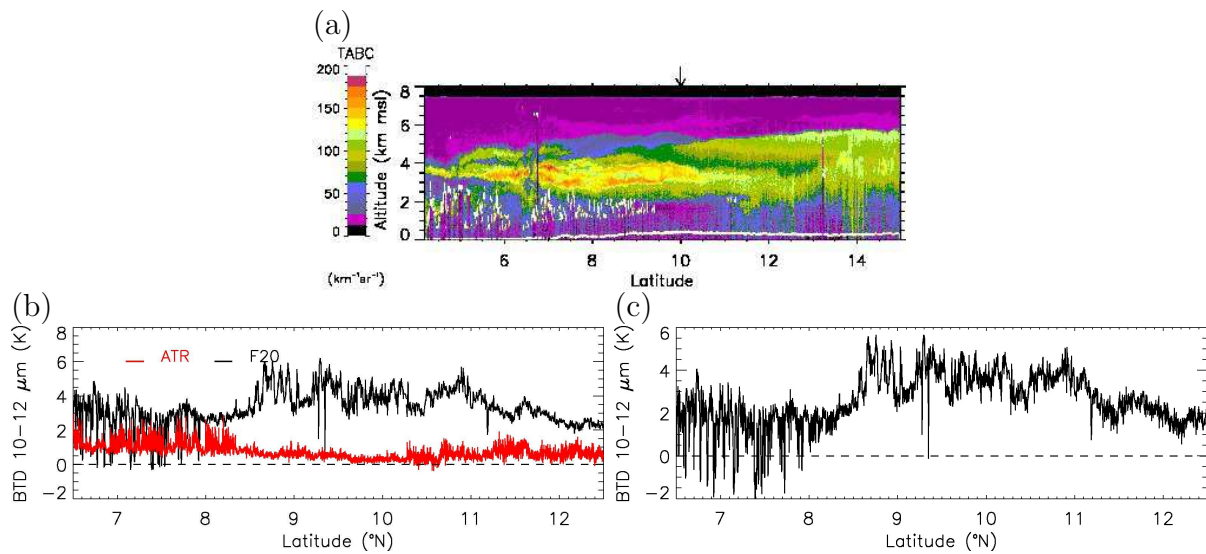 (a)
TABC
200
150
100
50
0
(km⁻¹sr⁻¹)
Altitude (km msl)
8
6
4
2
0
6 8 10 12 14
Latitude
(b)
BTD 10−12 μm (K)
8
6
4
2
0
−2
ATR F20
7 8 9 10 11 12
Latitude (°N)
(c)
BTD 10−12 μm (K)
6
4
2
0
−2
7 8 9 10 11 12
Latitude (°N)